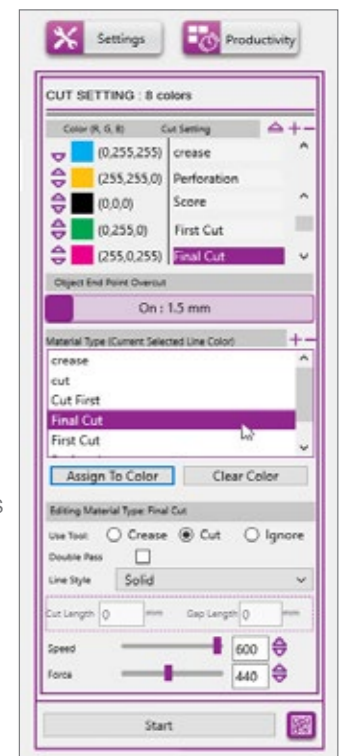 Settings Productivity
CUT SETTING : 8 colors
Color (R, G, B) Cut Setting
(0,255,255) crease
(255,255,0) Perforation
(0,0,0) Score
(0,255,0) First Cut
(255,0,255) Final Cut
Object End Point Overcut
On : 1.5 mm
Material Type (Current Selected Line Color)
crease
cut
Cut First
Final Cut
First Cut
Assign To Color Clear Color
Editing Material Type: Final Cut
Use Tool: Crease Cut Ignore
Double Pass
Line Style Solid
Cut Length 0 mm Gap Length 0 mm
Speed 600
Force 440
Start
s